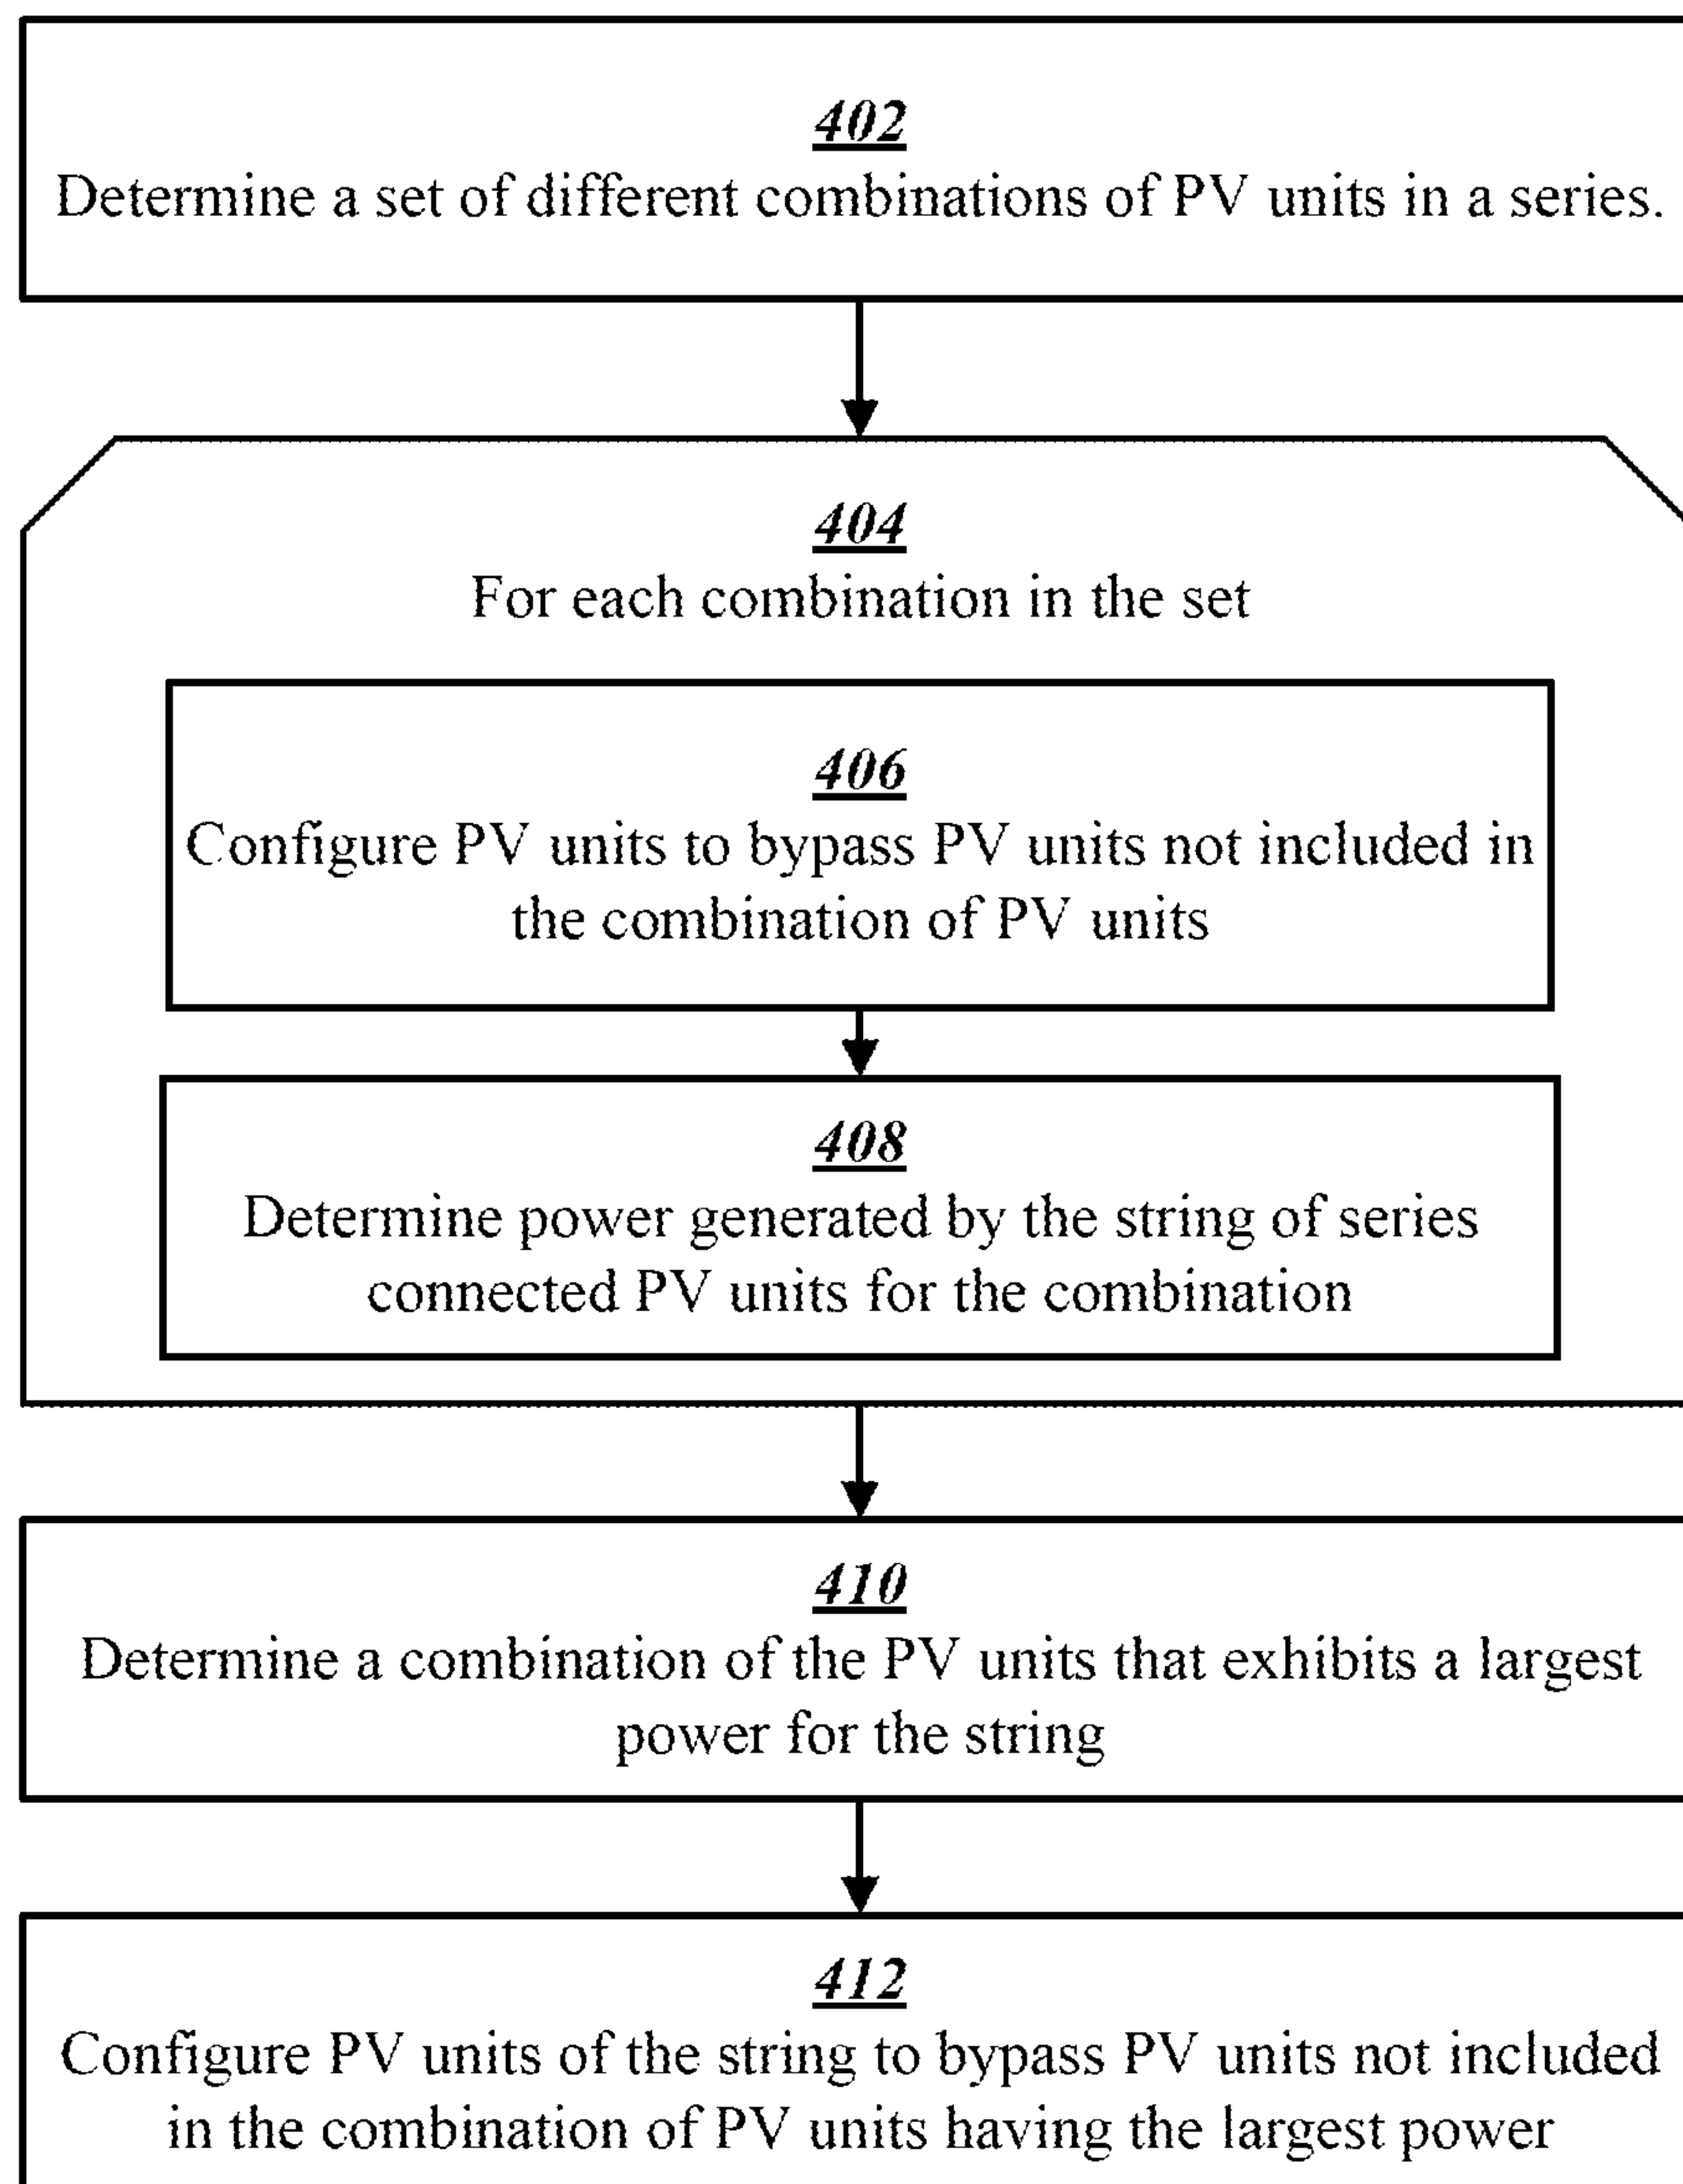 402
Determine a set of different combinations of PV units in a series.
404
For each combination in the set
406
Configure PV units to bypass PV units not included in
the combination of PV units
408
Determine power generated by the string of series
connected PV units for the combination
410
Determine a combination of the PV units that exhibits a largest
power for the string
412
Configure PV units of the string to bypass PV units not included
in the combination of PV units having the largest power